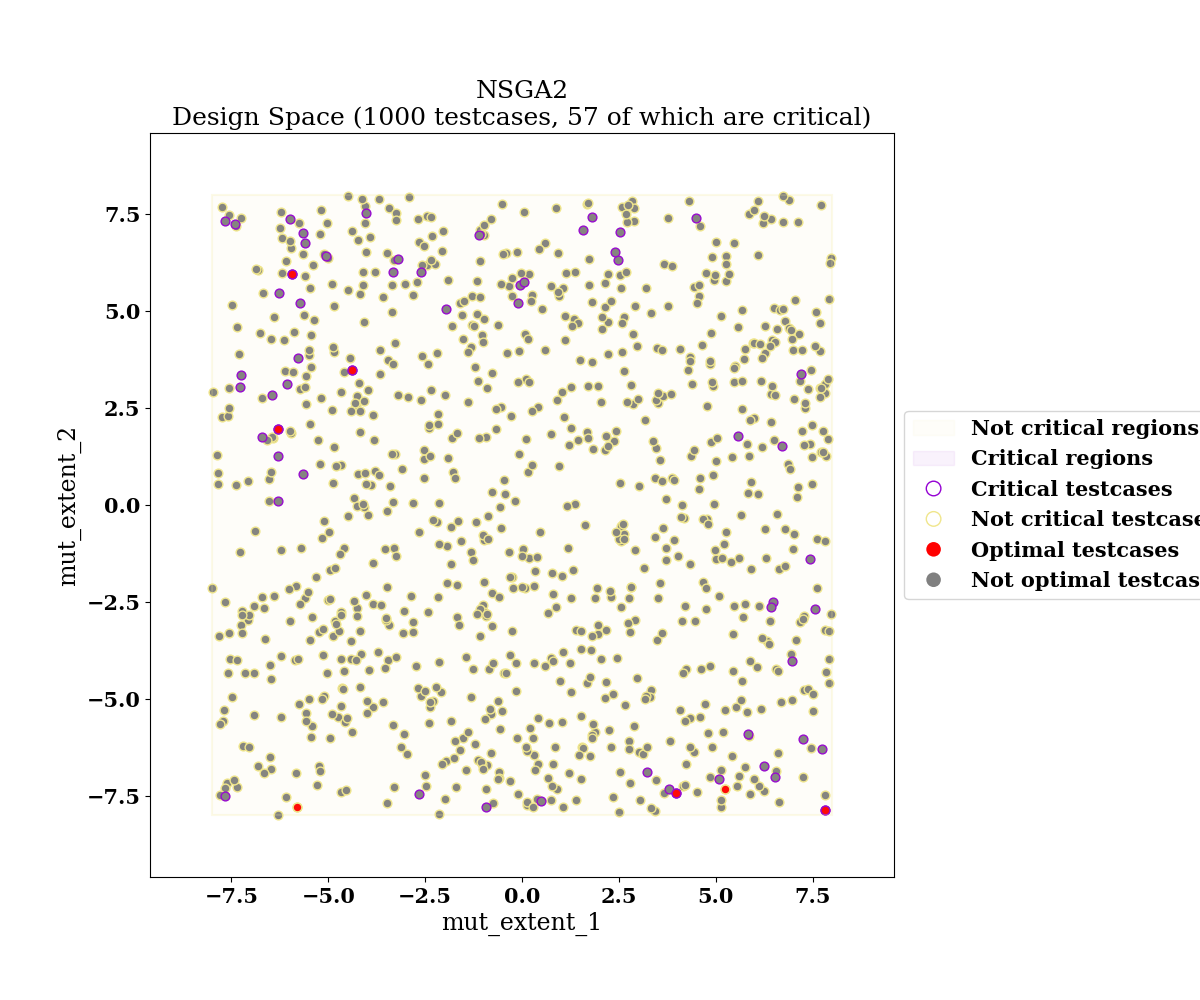 NSGA2
Design Space (1000 testcases, 57 of which are critical)
7.5
5.0
2.5
0.0
−2.5
−5.0
−7.5
mut_extent_2
−7.5 −5.0 −2.5 0.0 2.5 5.0 7.5
mut_extent_1
Not critical regions
Critical regions
Critical testcases
Not critical testcase
Optimal testcases
Not optimal testcas